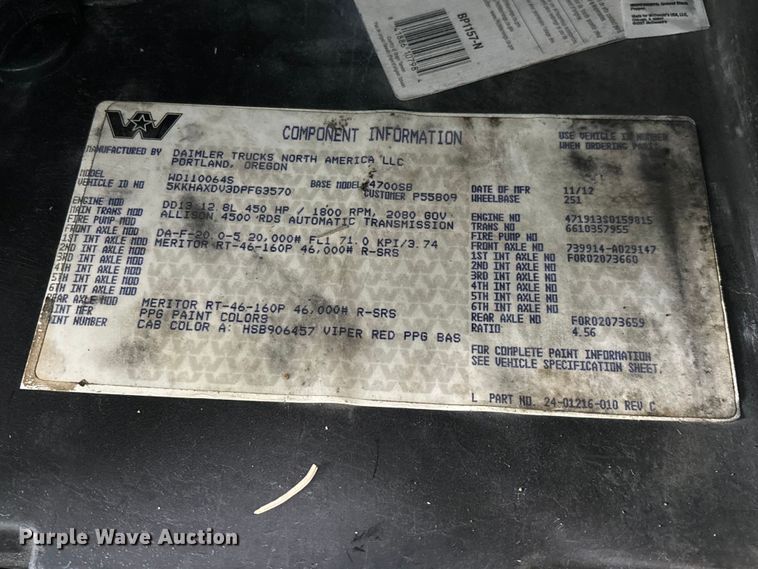 BP1157-N
COMPONENT INFORMATION
USE VEHICLE ID NUMBER
WHEN ORDERING PARTS
MANUFACTURED BY DAIMLER TRUCKS NORTH AMERICA LLC
PORTLAND, OREGON
MODEL WD110064S BASE MODEL 4700SB DATE OF MFR 11/12
VEHICLE ID NO 5KKHAXDV3DPFG3570 CUSTOMER P55809 WHEELBASE 251
ENGINE MOD DD13 12.8L 450 HP / 1800 RPM, 2080 GOV ENGINE NO 471913S0159815
MAIN TRANS MOD ALLISON 4500 RDS AUTOMATIC TRANSMISSION TRANS NO 6610357955
FIRE PUMP MOD FIRE PUMP NO
FRONT AXLE MOD DA-F-20.0-5 20,000# FL1 71.0 KPI/3.74 FRONT AXLE NO 739914-A029147
1ST INT AXLE MOD MERITOR RT-46-160P 46,000# R-SRS 1ST INT AXLE NO F0R02073660
2ND INT AXLE MOD 2ND INT AXLE NO
3RD INT AXLE MOD 3RD INT AXLE NO
4TH INT AXLE MOD 4TH INT AXLE NO
5TH INT AXLE MOD 5TH INT AXLE NO
6TH INT AXLE MOD 6TH INT AXLE NO
REAR AXLE MOD MERITOR RT-46-160P 46,000# R-SRS REAR AXLE NO F0R02073659
INT MFR PPG PAINT COLORS RATIO 4.56
INT NUMBER CAB COLOR A: HSB906457 VIPER RED PPG BAS
FOR COMPLETE PAINT INFORMATION
SEE VEHICLE SPECIFICATION SHEET.
L PART NO. 24-01216-010 REV C
Purple Wave Auction